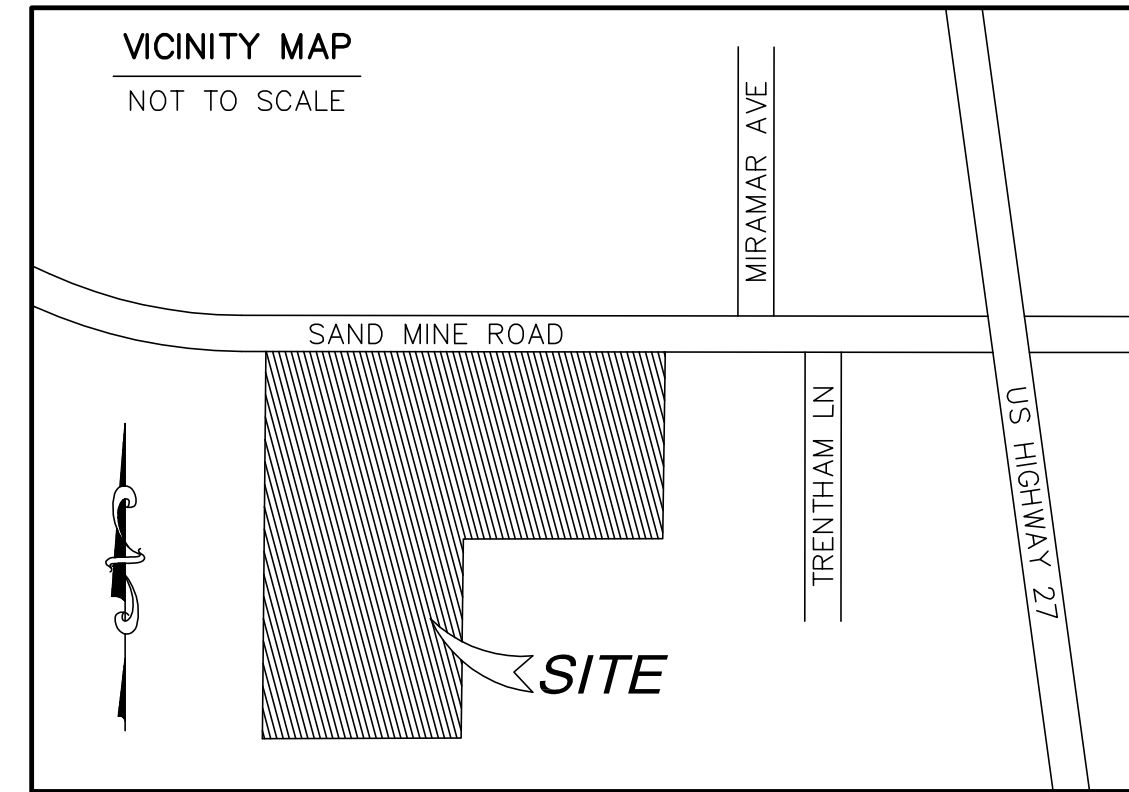 VICINITY MAP
NOT TO SCALE
MIRAMAR AVE
SAND MINE ROAD
TRENTHAM LN
US HIGHWAY 27
SITE